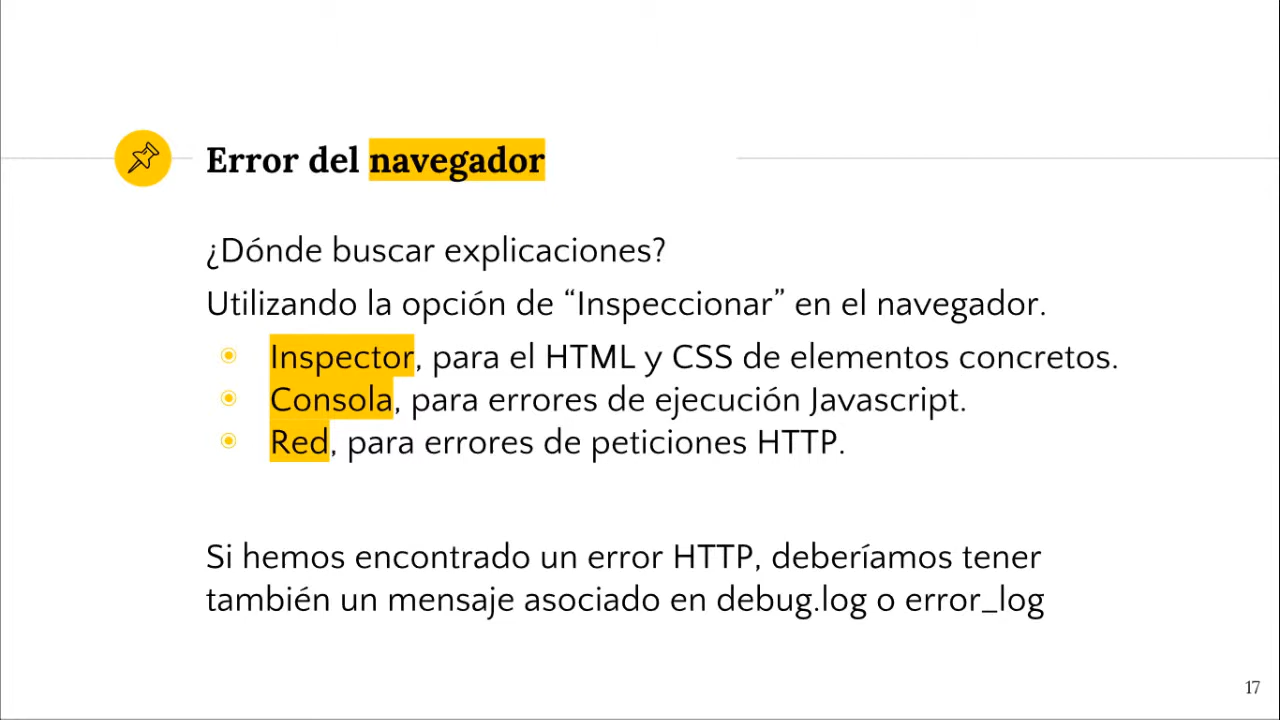 Error del navegador
¿Dónde buscar explicaciones?
Utilizando la opción de “Inspeccionar” en el navegador.
Inspector, para el HTML y CSS de elementos concretos.
Consola, para errores de ejecución Javascript.
Red, para errores de peticiones HTTP.
Si hemos encontrado un error HTTP, deberíamos tener
también un mensaje asociado en debug.log o error_log
17